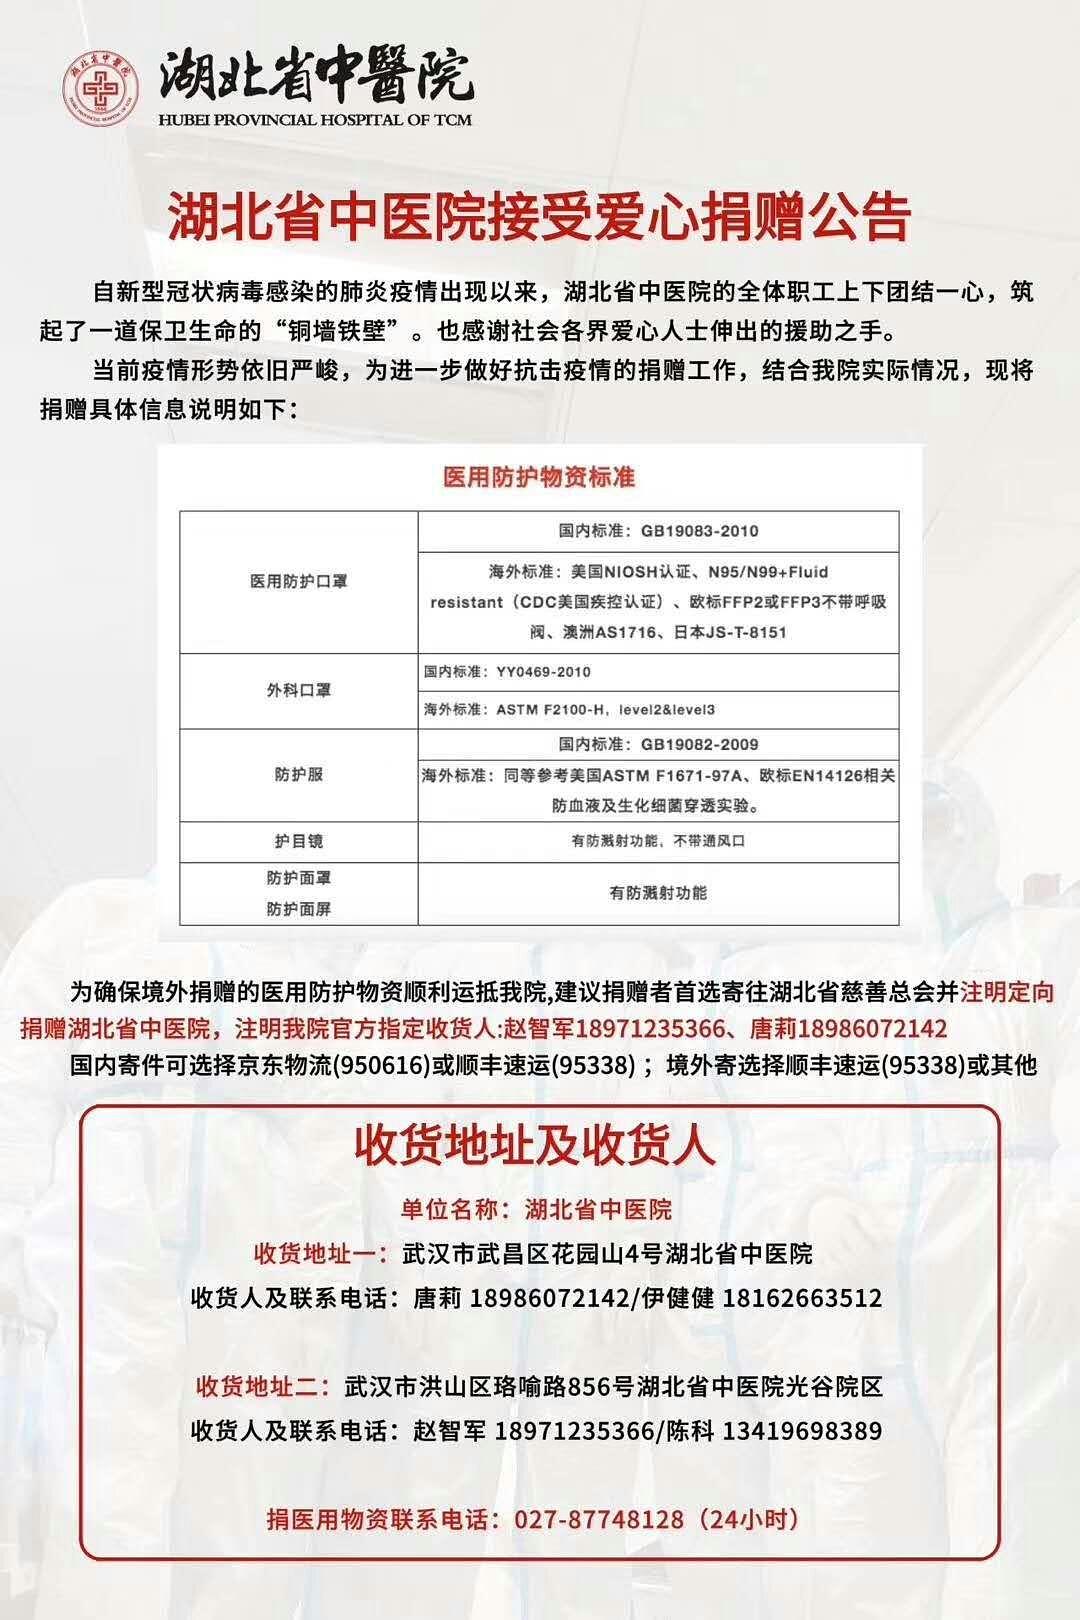 湖北省中醫院
HUBEI PROVINCIAL HOSPITAL OF TCM
湖北省中医院接受爱心捐赠公告
自新型冠状病毒感染的肺炎疫情出现以来，湖北省中医院的全体职工上下团结一心，筑
起了一道保卫生命的“铜墙铁壁”。也感谢社会各界爱心人士伸出的援助之手。
当前疫情形势依旧严峻，为进一步做好抗击疫情的捐赠工作，结合我院实际情况，现将
捐赠具体信息说明如下：
医用防护物资标准
医用防护口罩
国内标准：GB19083-2010
海外标准：美国NIOSH认证、N95/N99+Fluid
resistant（CDC美国疾控认证）、欧标FFP2或FFP3不带呼吸
阀、澳洲AS1716、日本JS-T-8151
外科口罩
国内标准：YY0469-2010
海外标准：ASTM F2100-H，level2&level3
防护服
国内标准：GB19082-2009
海外标准：同等参考美国ASTM F1671-97A、欧标EN14126相关
防血液及生化细菌穿透实验。
护目镜
有防溅射功能，不带通风口
防护面罩
防护面屏
有防溅射功能
为确保境外捐赠的医用防护物资顺利运抵我院,建议捐赠者首选寄往湖北省慈善总会并注明定向
捐赠湖北省中医院，注明我院官方指定收货人:赵智军18971235366、唐莉18986072142
国内寄件可选择京东物流(950616)或顺丰速运(95338) ；境外寄选择顺丰速运(95338)或其他
收货地址及收货人
单位名称：湖北省中医院
收货地址一：武汉市武昌区花园山4号湖北省中医院
收货人及联系电话：唐莉 18986072142/伊健健 18162663512
收货地址二：武汉市洪山区珞喻路856号湖北省中医院光谷院区
收货人及联系电话：赵智军 18971235366/陈科 13419698389
捐医用物资联系电话：027-87748128（24小时）